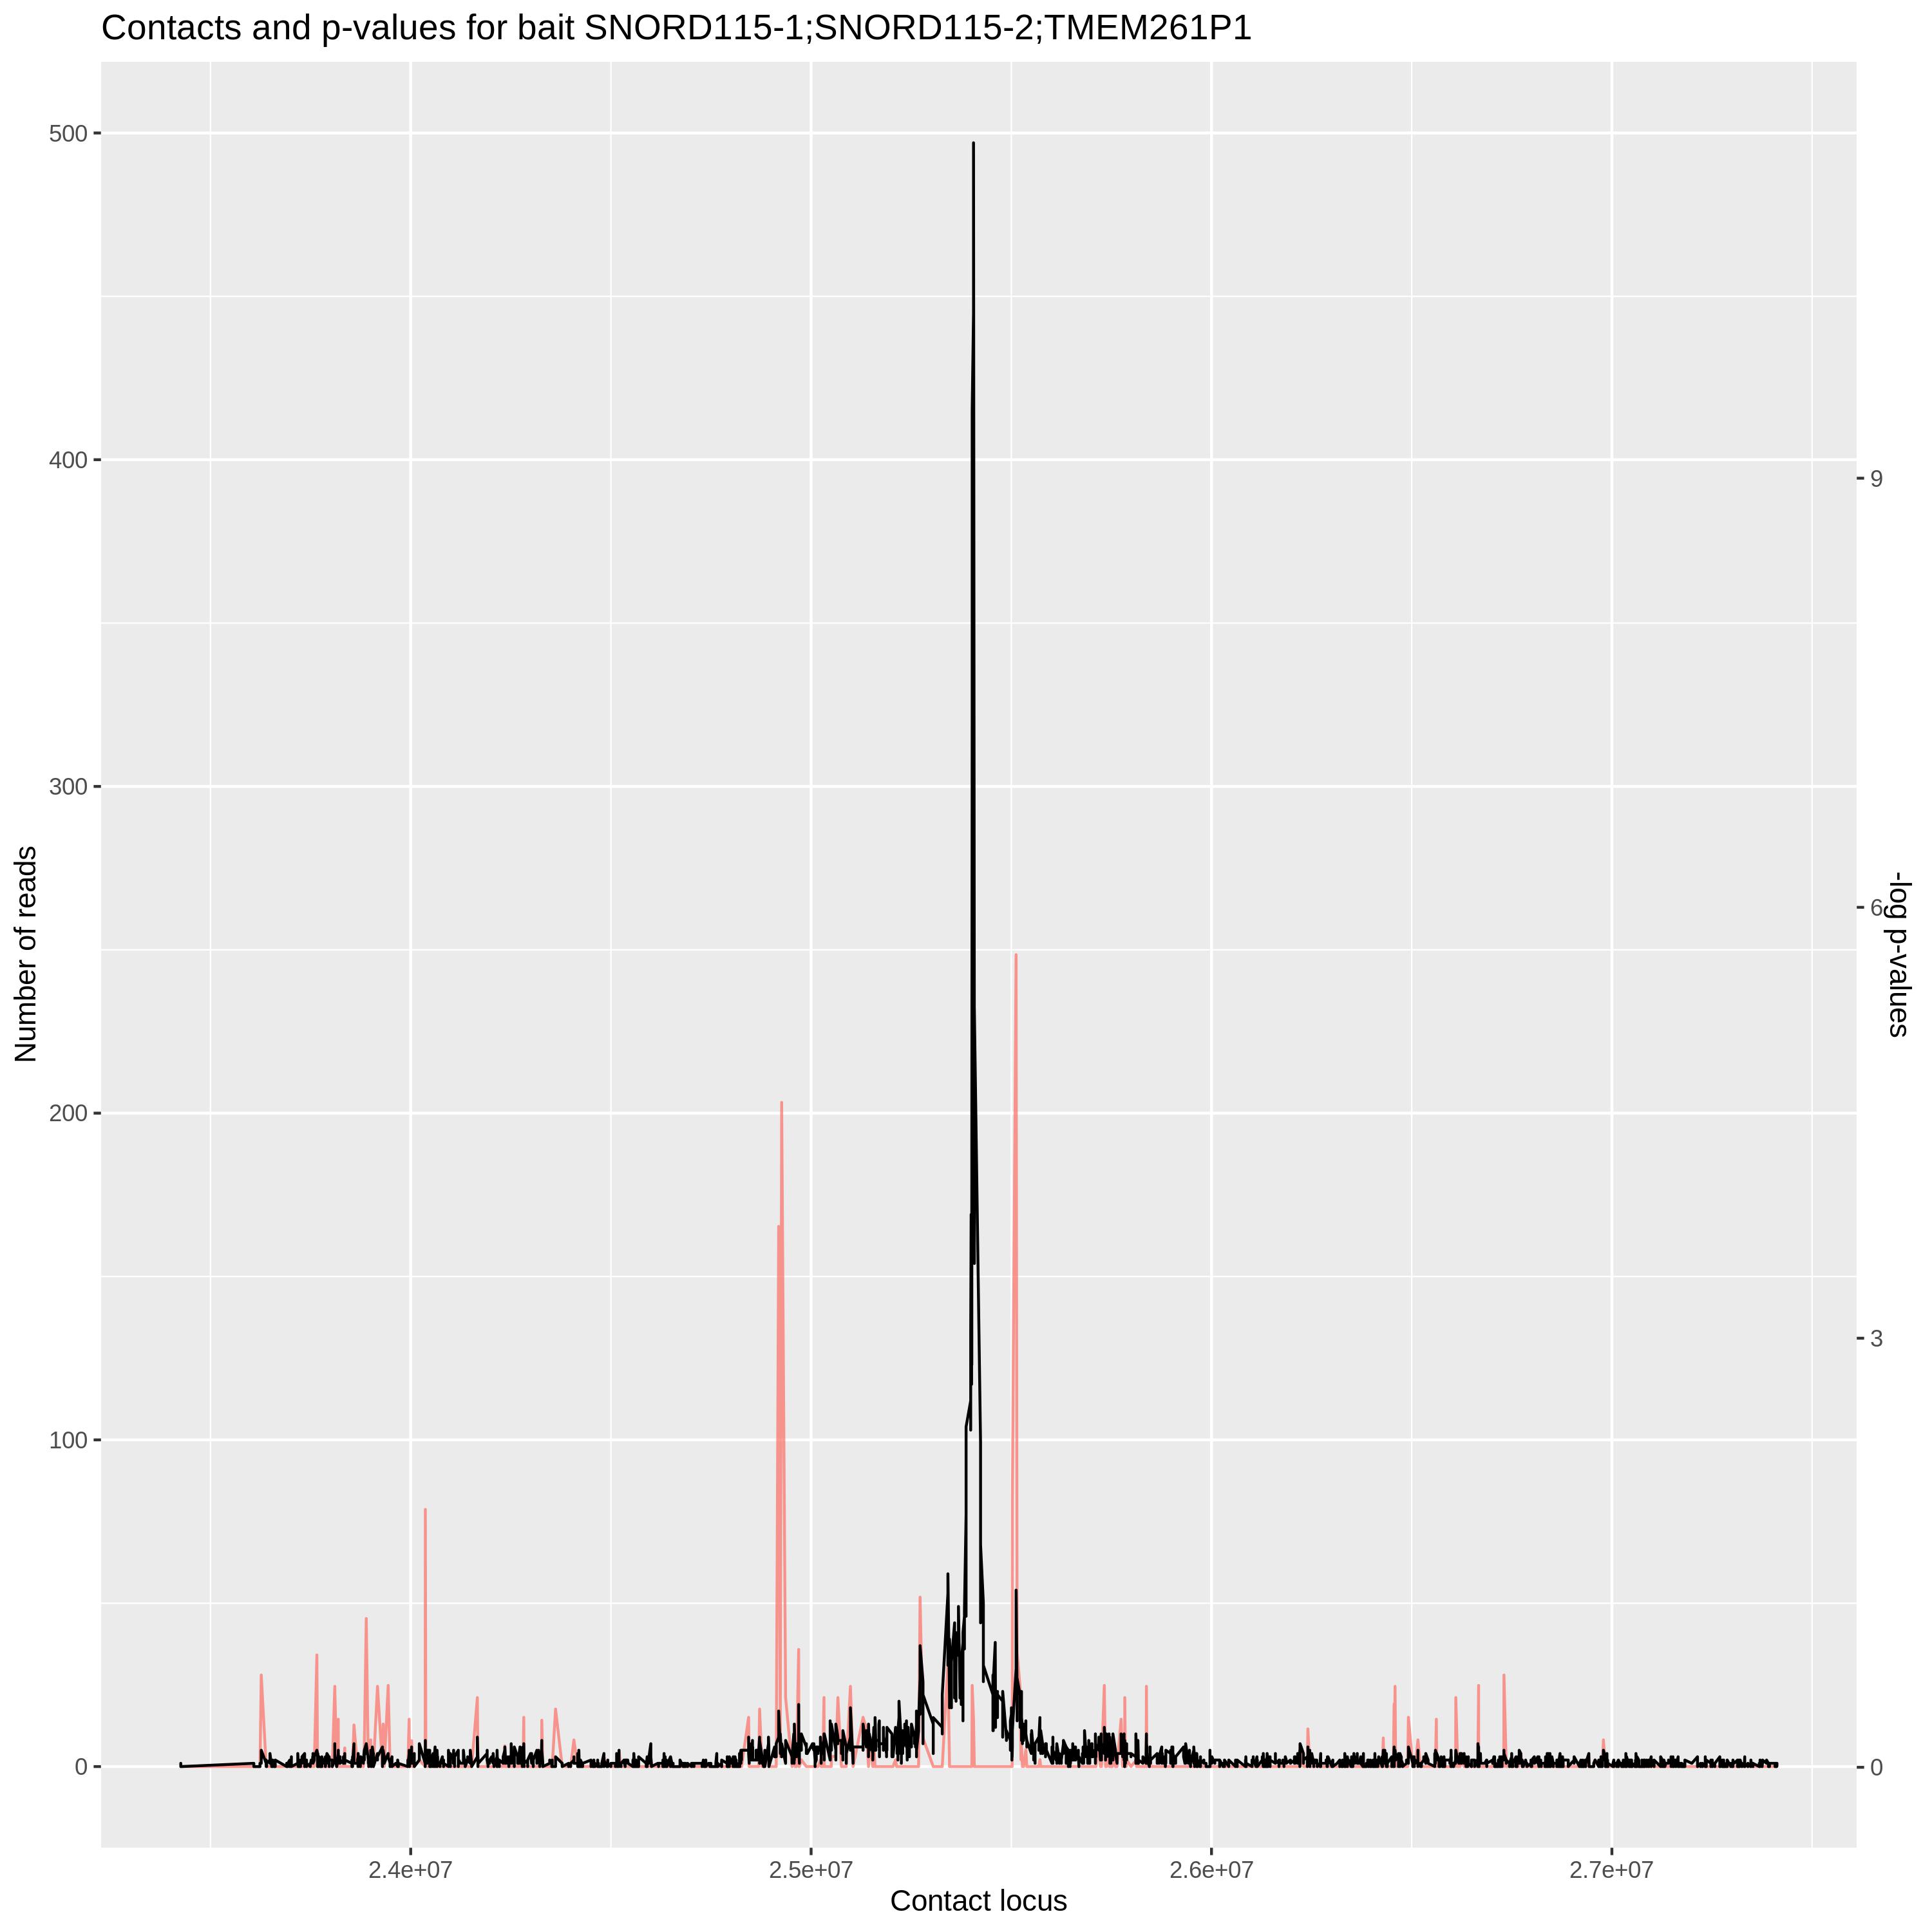 Contacts and p-values for bait SNORD115-1;SNORD115-2;TMEM261P1
500
400
300
200
100
0
Number of reads
9
6
3
0
-log p-values
2.4e+07
2.5e+07
2.6e+07
2.7e+07
Contact locus